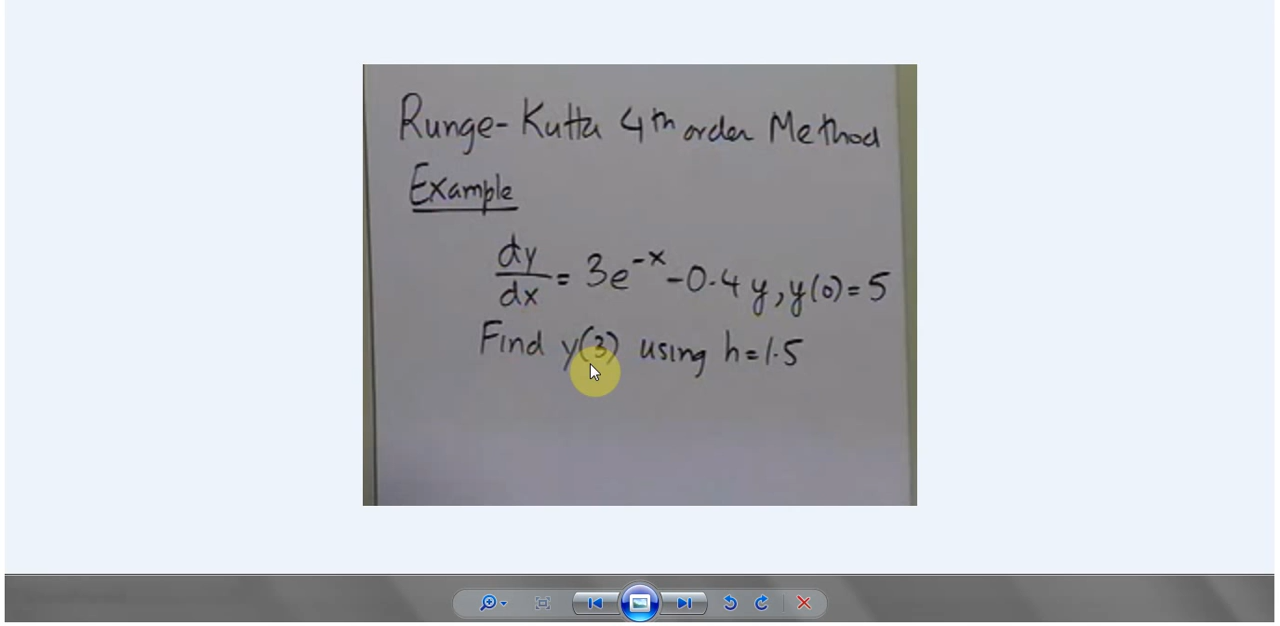 Runge-Kutta 4th order Method
Example
dy/dx = 3e^-x - 0.4y, y(0) = 5
Find y(3) using h = 1.5